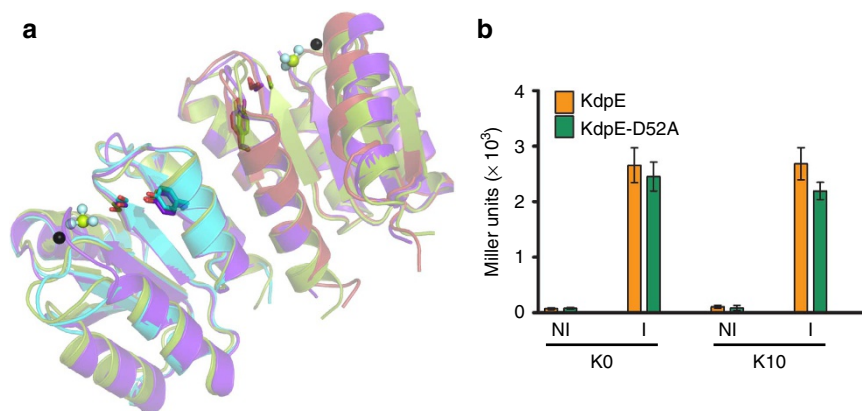 a
b
Miller units (× 10³)
4
3
2
1
0
KdpE
KdpE-D52A
NI I NI I
K0 K10